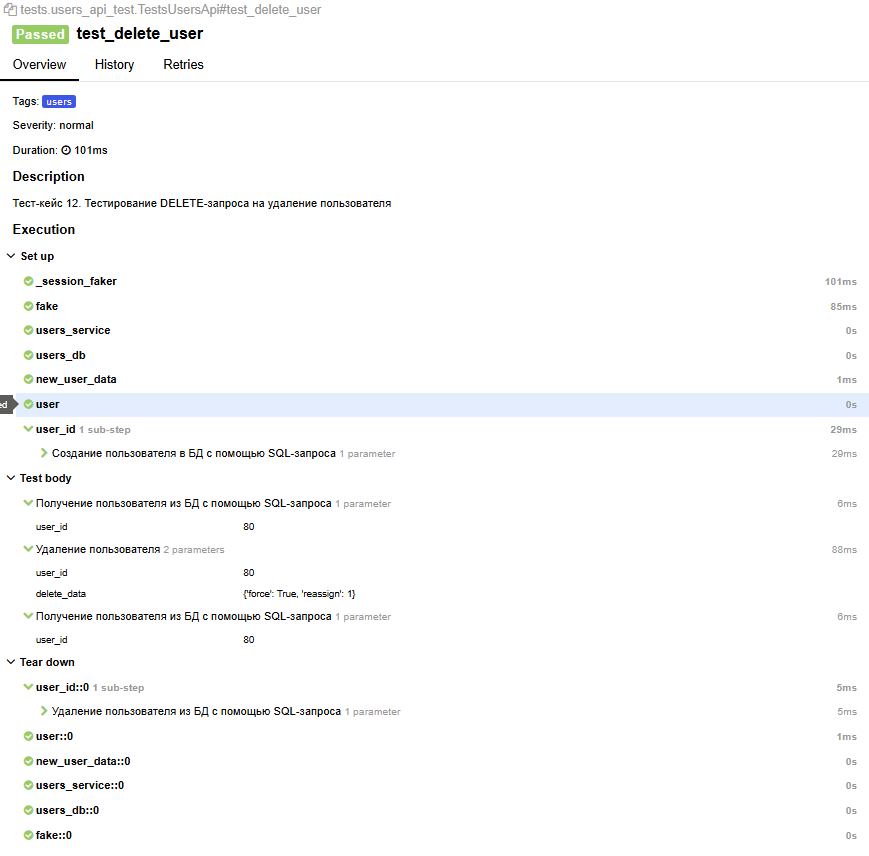 tests.users_api_test.TestsUsersApi#test_delete_user
Passed test_delete_user
Overview History Retries
Tags: users
Severity: normal
Duration: 101ms
Description
Тест-кейс 12. Тестирование DELETE-запроса на удаление пользователя
Execution
Set up
_session_faker 101ms
fake 85ms
users_service 0s
users_db 0s
new_user_data 1ms
ed user 0s
user_id 1 sub-step 29ms
Создание пользователя в БД с помощью SQL-запроса 1 parameter 29ms
Test body
Получение пользователя из БД с помощью SQL-запроса 1 parameter 6ms
user_id 80
Удаление пользователя 2 parameters 88ms
user_id 80
delete_data {'force': True, 'reassign': 1}
Получение пользователя из БД с помощью SQL-запроса 1 parameter 6ms
user_id 80
Tear down
user_id::0 1 sub-step 5ms
Удаление пользователя из БД с помощью SQL-запроса 1 parameter 5ms
user::0 1ms
new_user_data::0 0s
users_service::0 0s
users_db::0 0s
fake::0 0s